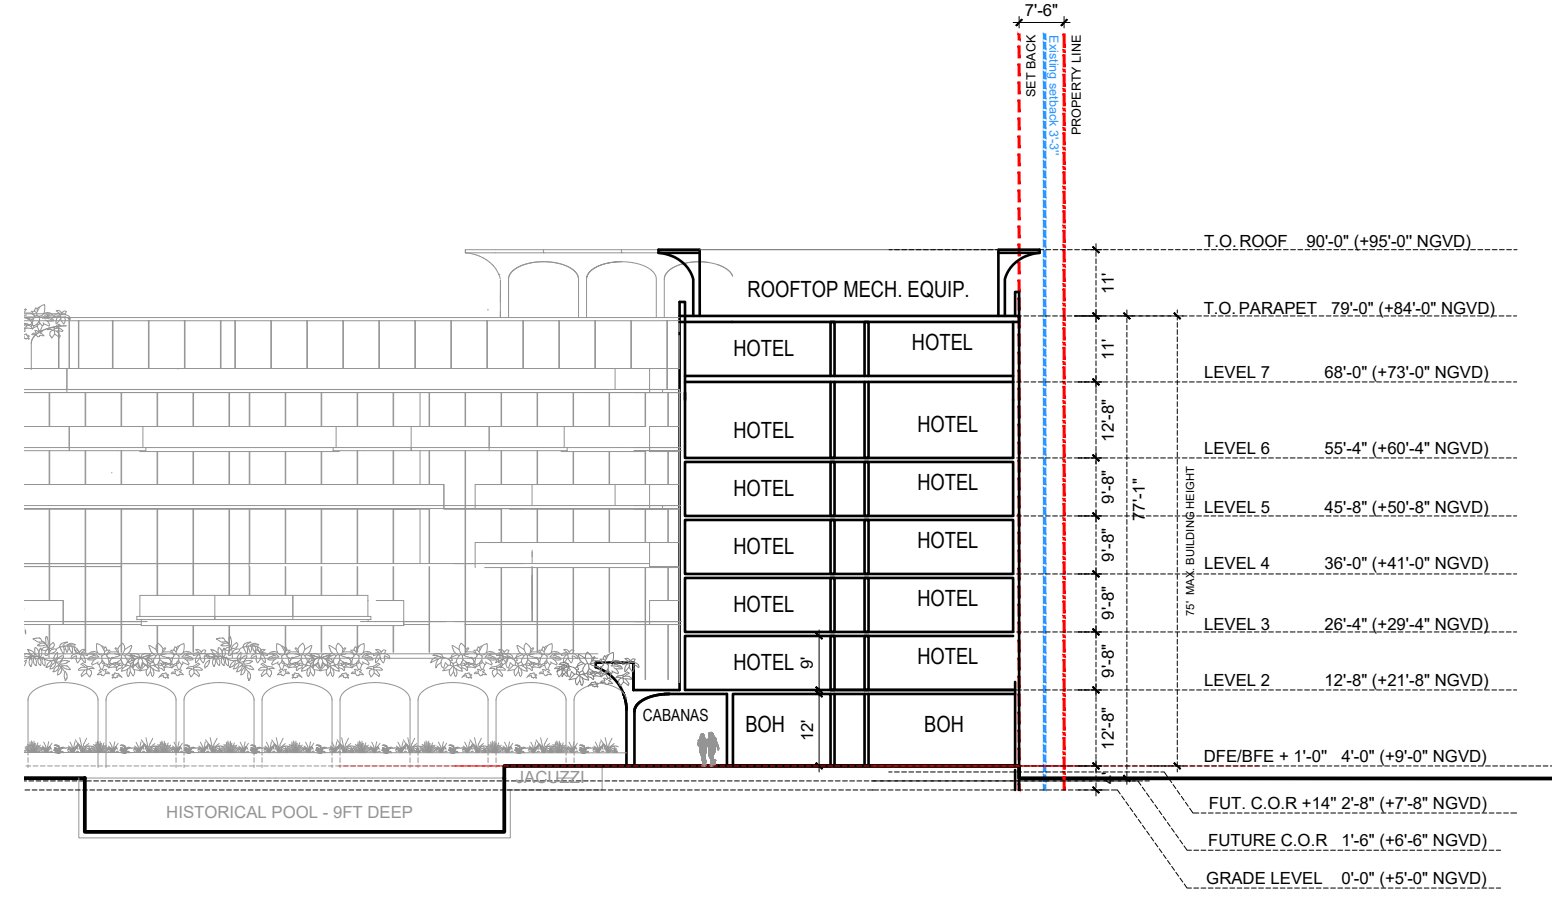 7'-6"
SET BACK
Existing setback 3'-3"
PROPERTY LINE
T.O. ROOF 90'-0" (+95'-0" NGVD)
11'
ROOFTOP MECH. EQUIP.
T.O. PARAPET 79'-0" (+84'-0" NGVD)
HOTEL
HOTEL
11'
LEVEL 7 68'-0" (+73'-0" NGVD)
HOTEL
HOTEL
12'-8"
LEVEL 6 55'-4" (+60'-4" NGVD)
HOTEL
HOTEL
9'-8"
77'-1"
75' MAX. BUILDING HEIGHT
LEVEL 5 45'-8" (+50'-8" NGVD)
HOTEL
HOTEL
9'-8"
LEVEL 4 36'-0" (+41'-0" NGVD)
HOTEL
HOTEL
9'-8"
LEVEL 3 26'-4" (+29'-4" NGVD)
HOTEL
9'
HOTEL
9'-8"
LEVEL 2 12'-8" (+21'-8" NGVD)
CABANAS
BOH
12'
BOH
12'-8"
DFE/BFE + 1'-0" 4'-0" (+9'-0" NGVD)
JACUZZI
HISTORICAL POOL - 9FT DEEP
FUT. C.O.R +14" 2'-8" (+7'-8" NGVD)
FUTURE C.O.R 1'-6" (+6'-6" NGVD)
GRADE LEVEL 0'-0" (+5'-0" NGVD)